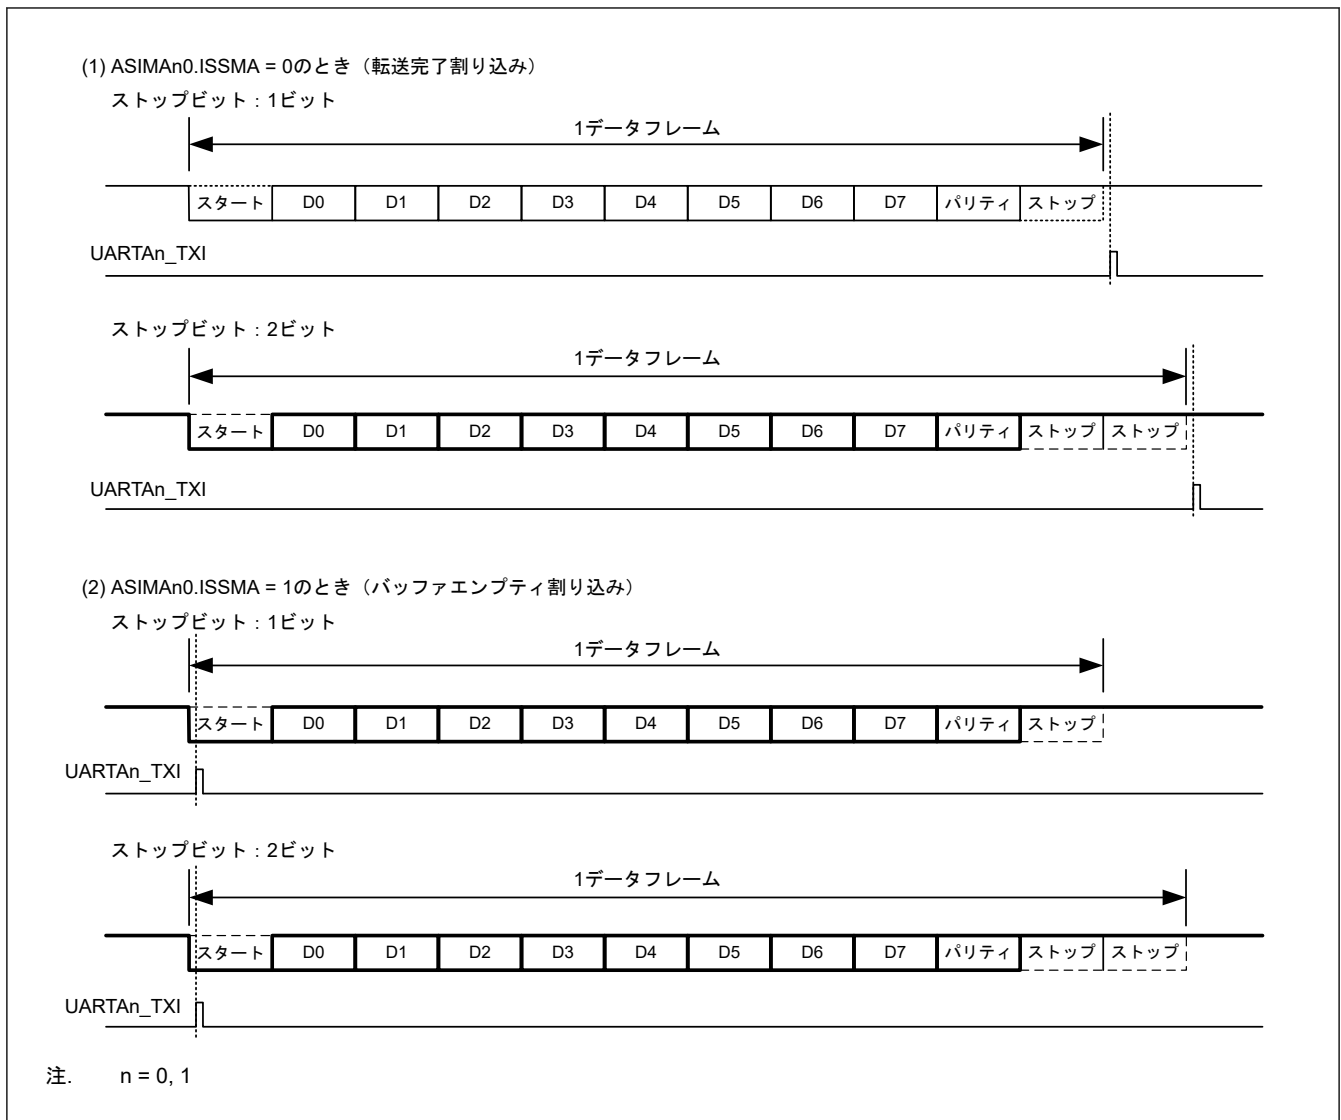 (1) ASIMAn0.ISSMA = 0のとき（転送完了割り込み）
ストップビット：1ビット
1データフレーム
スタート D0 D1 D2 D3 D4 D5 D6 D7 パリティ ストップ
UARTAn_TXI
ストップビット：2ビット
1データフレーム
スタート D0 D1 D2 D3 D4 D5 D6 D7 パリティ ストップ ストップ
UARTAn_TXI
(2) ASIMAn0.ISSMA = 1のとき（バッファエンプティ割り込み）
ストップビット：1ビット
1データフレーム
スタート D0 D1 D2 D3 D4 D5 D6 D7 パリティ ストップ
UARTAn_TXI
ストップビット：2ビット
1データフレーム
スタート D0 D1 D2 D3 D4 D5 D6 D7 パリティ ストップ ストップ
UARTAn_TXI
注. n = 0, 1